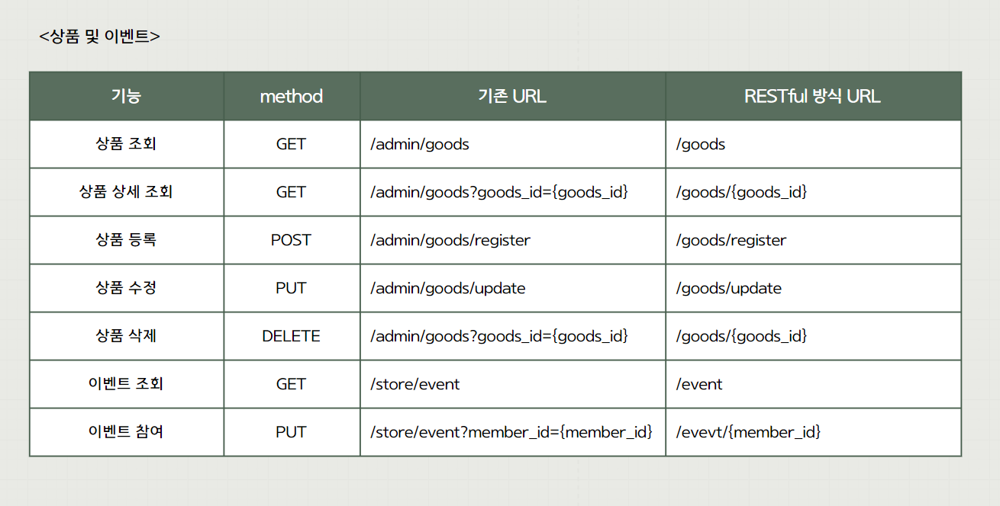 <상품 및 이벤트>
기능 method 기존 URL RESTful 방식 URL
상품 조회 GET /admin/goods /goods
상품 상세 조회 GET /admin/goods?goods_id={goods_id} /goods/{goods_id}
상품 등록 POST /admin/goods/register /goods/register
상품 수정 PUT /admin/goods/update /goods/update
상품 삭제 DELETE /admin/goods?goods_id={goods_id} /goods/{goods_id}
이벤트 조회 GET /store/event /event
이벤트 참여 PUT /store/event?member_id={member_id} /evevt/{member_id}